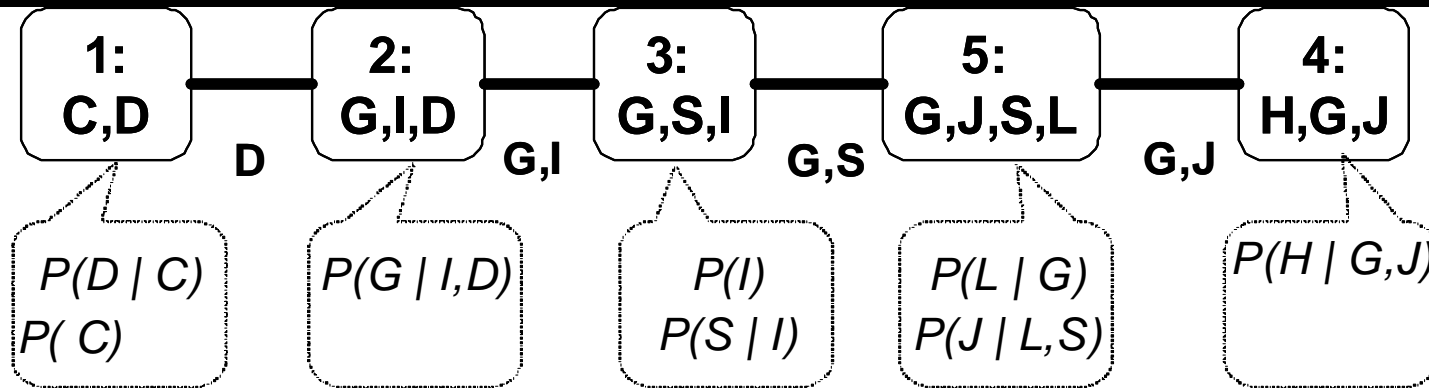 1:
C,D
2:
G,I,D
3:
G,S,I
5:
G,J,S,L
4:
H,G,J
D
G,I
G,S
G,J
P(D | C)
P( C)
P(G | I,D)
P(I)
P(S | I)
P(L | G)
P(J | L,S)
P(H | G,J)